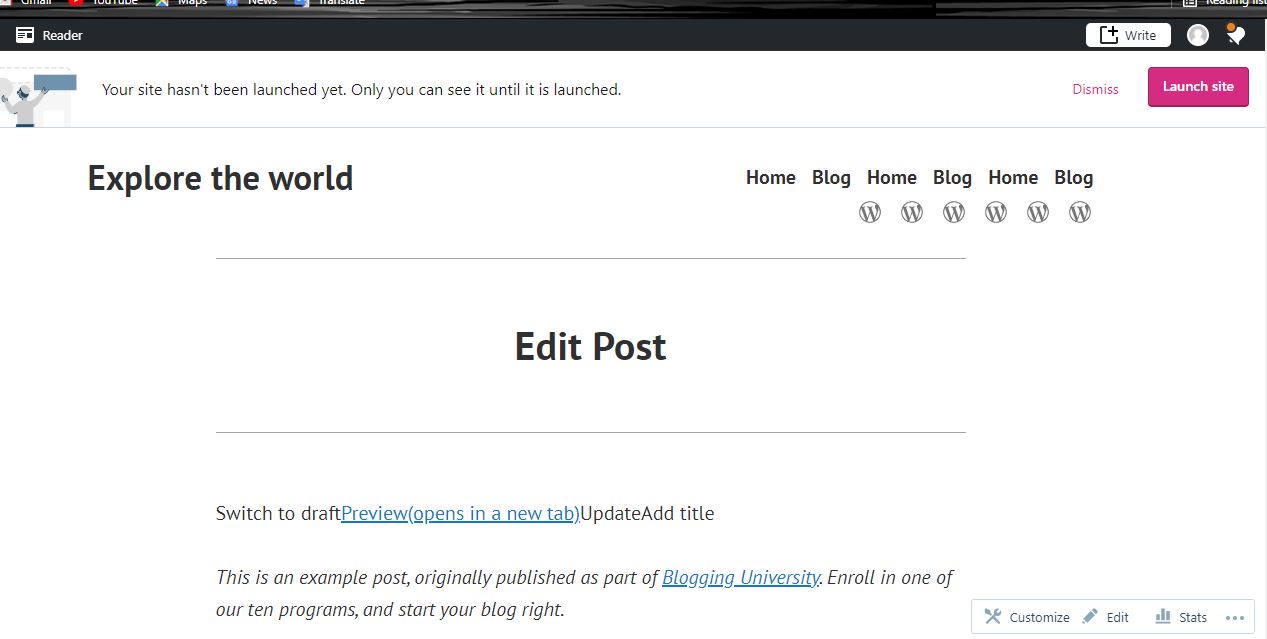 Gmail YouTube Maps News Translate Reading list
Reader Write
Your site hasn't been launched yet. Only you can see it until it is launched. Dismiss Launch site
Explore the world Home Blog Home Blog Home Blog
Edit Post
Switch to draftPreview(opens in a new tab)UpdateAdd title
This is an example post, originally published as part of Blogging University. Enroll in one of
our ten programs, and start your blog right.
Customize Edit Stats